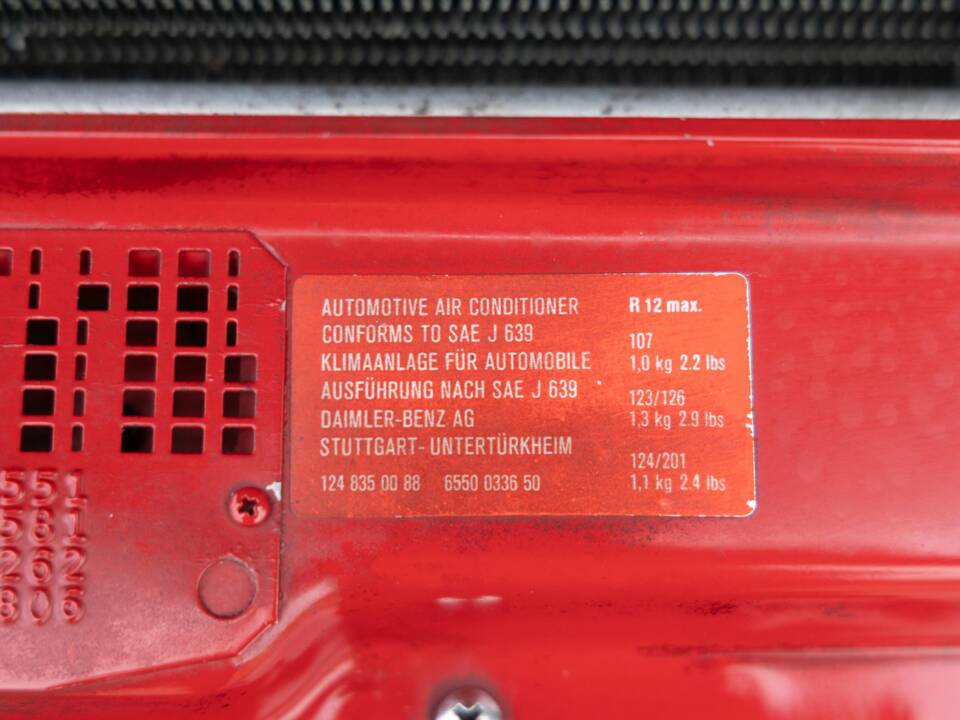 AUTOMOTIVE AIR CONDITIONER
CONFORMS TO SAE J 639
KLIMAANLAGE FÜR AUTOMOBILE
AUSFÜHRUNG NACH SAE J 639
DAIMLER-BENZ AG
STUTTGART-UNTERTÜRKHEIM
124 835 00 88 6550 0336 50
R 12 max.
107
1,0 kg 2.2 lbs
123/126
1,3 kg 2.9 lbs
124/201
1,1 kg 2.4 lbs